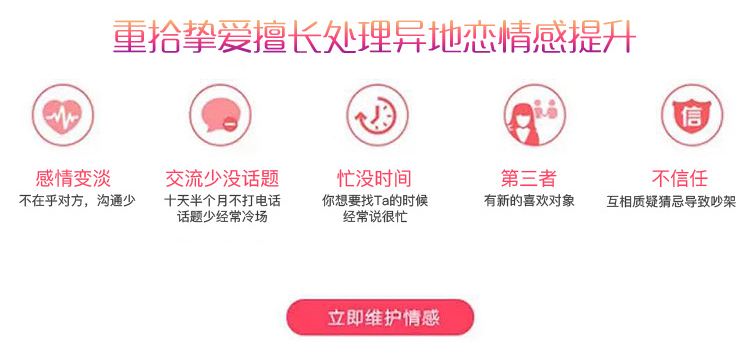 重拾挚爱擅长处理异地恋情感提升
信
感情变淡
不在乎对方，沟通少
交流少没话题
十天半个月不打电话
话题少经常冷场
忙没时间
你想要找Ta的时候
经常说很忙
第三者
有新的喜欢对象
不信任
互相质疑猜忌导致吵架
立即维护情感